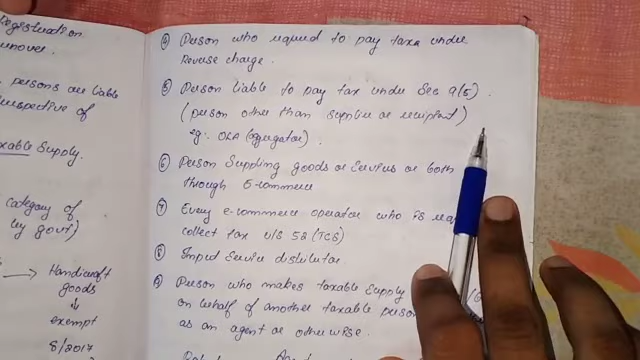 Registration
unover.
persons are liable
irrespective of
xable Supply.
category of
by govt)
→ Handicraft
goods
↓
exempt
8/2017
④ Person who requred to pay tax under
Reverse charge.
⑤ Person liable to pay tax under Sec 9(5).
(person other than supplier or recipient)
eg:- OLA (aggregator).
⑥ Person Supplying goods or Services or both
through E-commerce
⑦ Every e-commerce operator who is req
collect tax u/s 52 (TCS)
⑧ Input Service distributor.
⑨ Person who makes taxable Supply
on behalf of another taxable person
as an agent or otherwise.